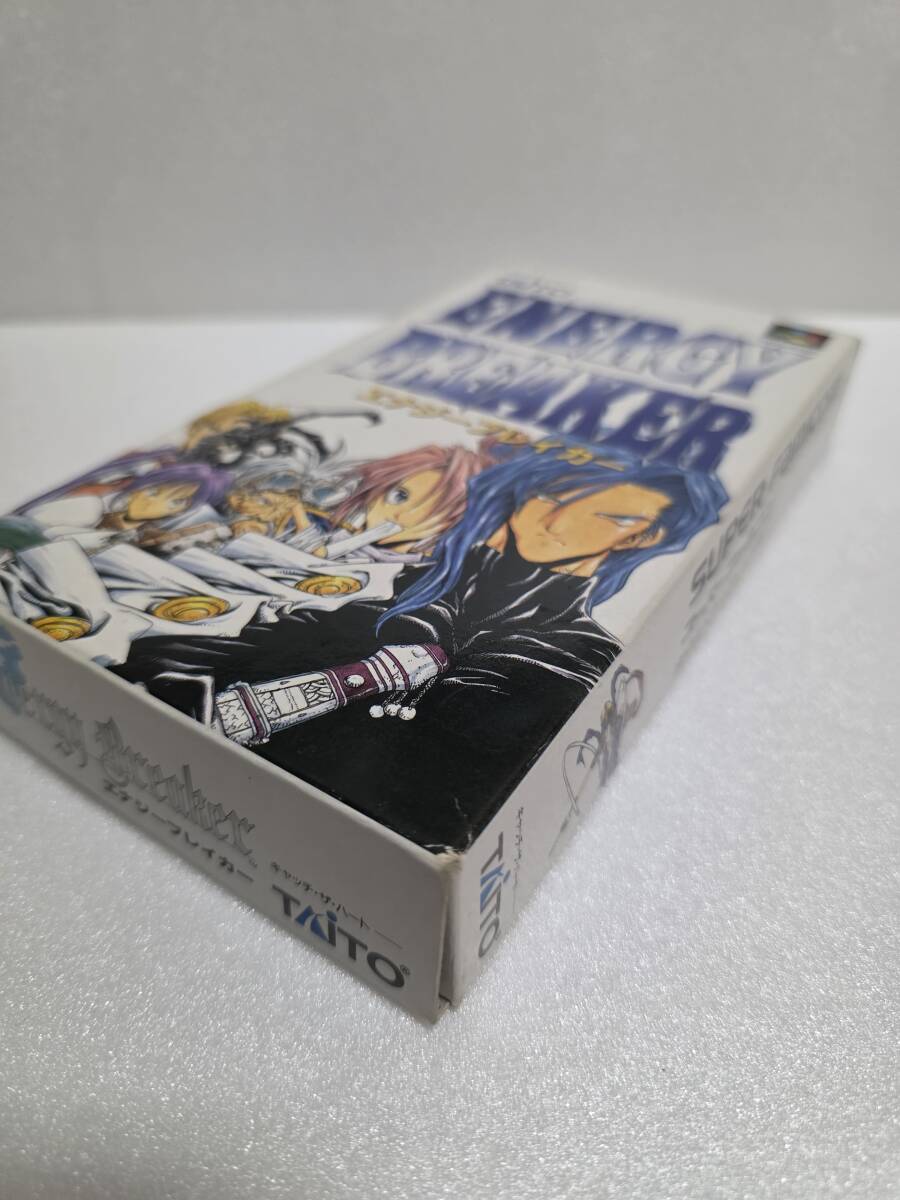 TAITO
ENERGY
BREAKER
エナジーブレイカー
SUPER FAMICOM
Energy Breaker
エナジーブレイカー
キャッチ・ザ・ハート
TAITO®
TAITO